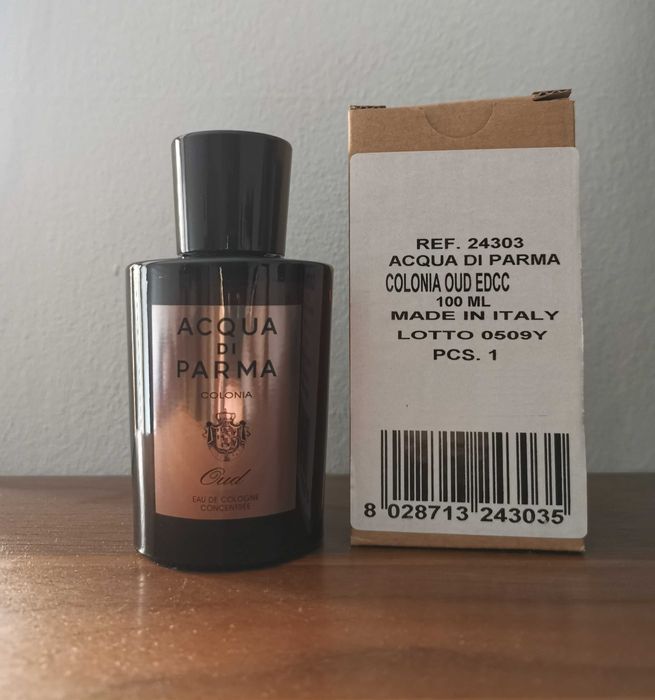 ACQUA
DI
PARMA
COLONIA
Oud
EAU DE COLOGNE
CONCENTRÉE
REF. 24303
ACQUA DI PARMA
COLONIA OUD EDCC
100 ML
MADE IN ITALY
LOTTO 0509Y
PCS. 1
8 028713 243035